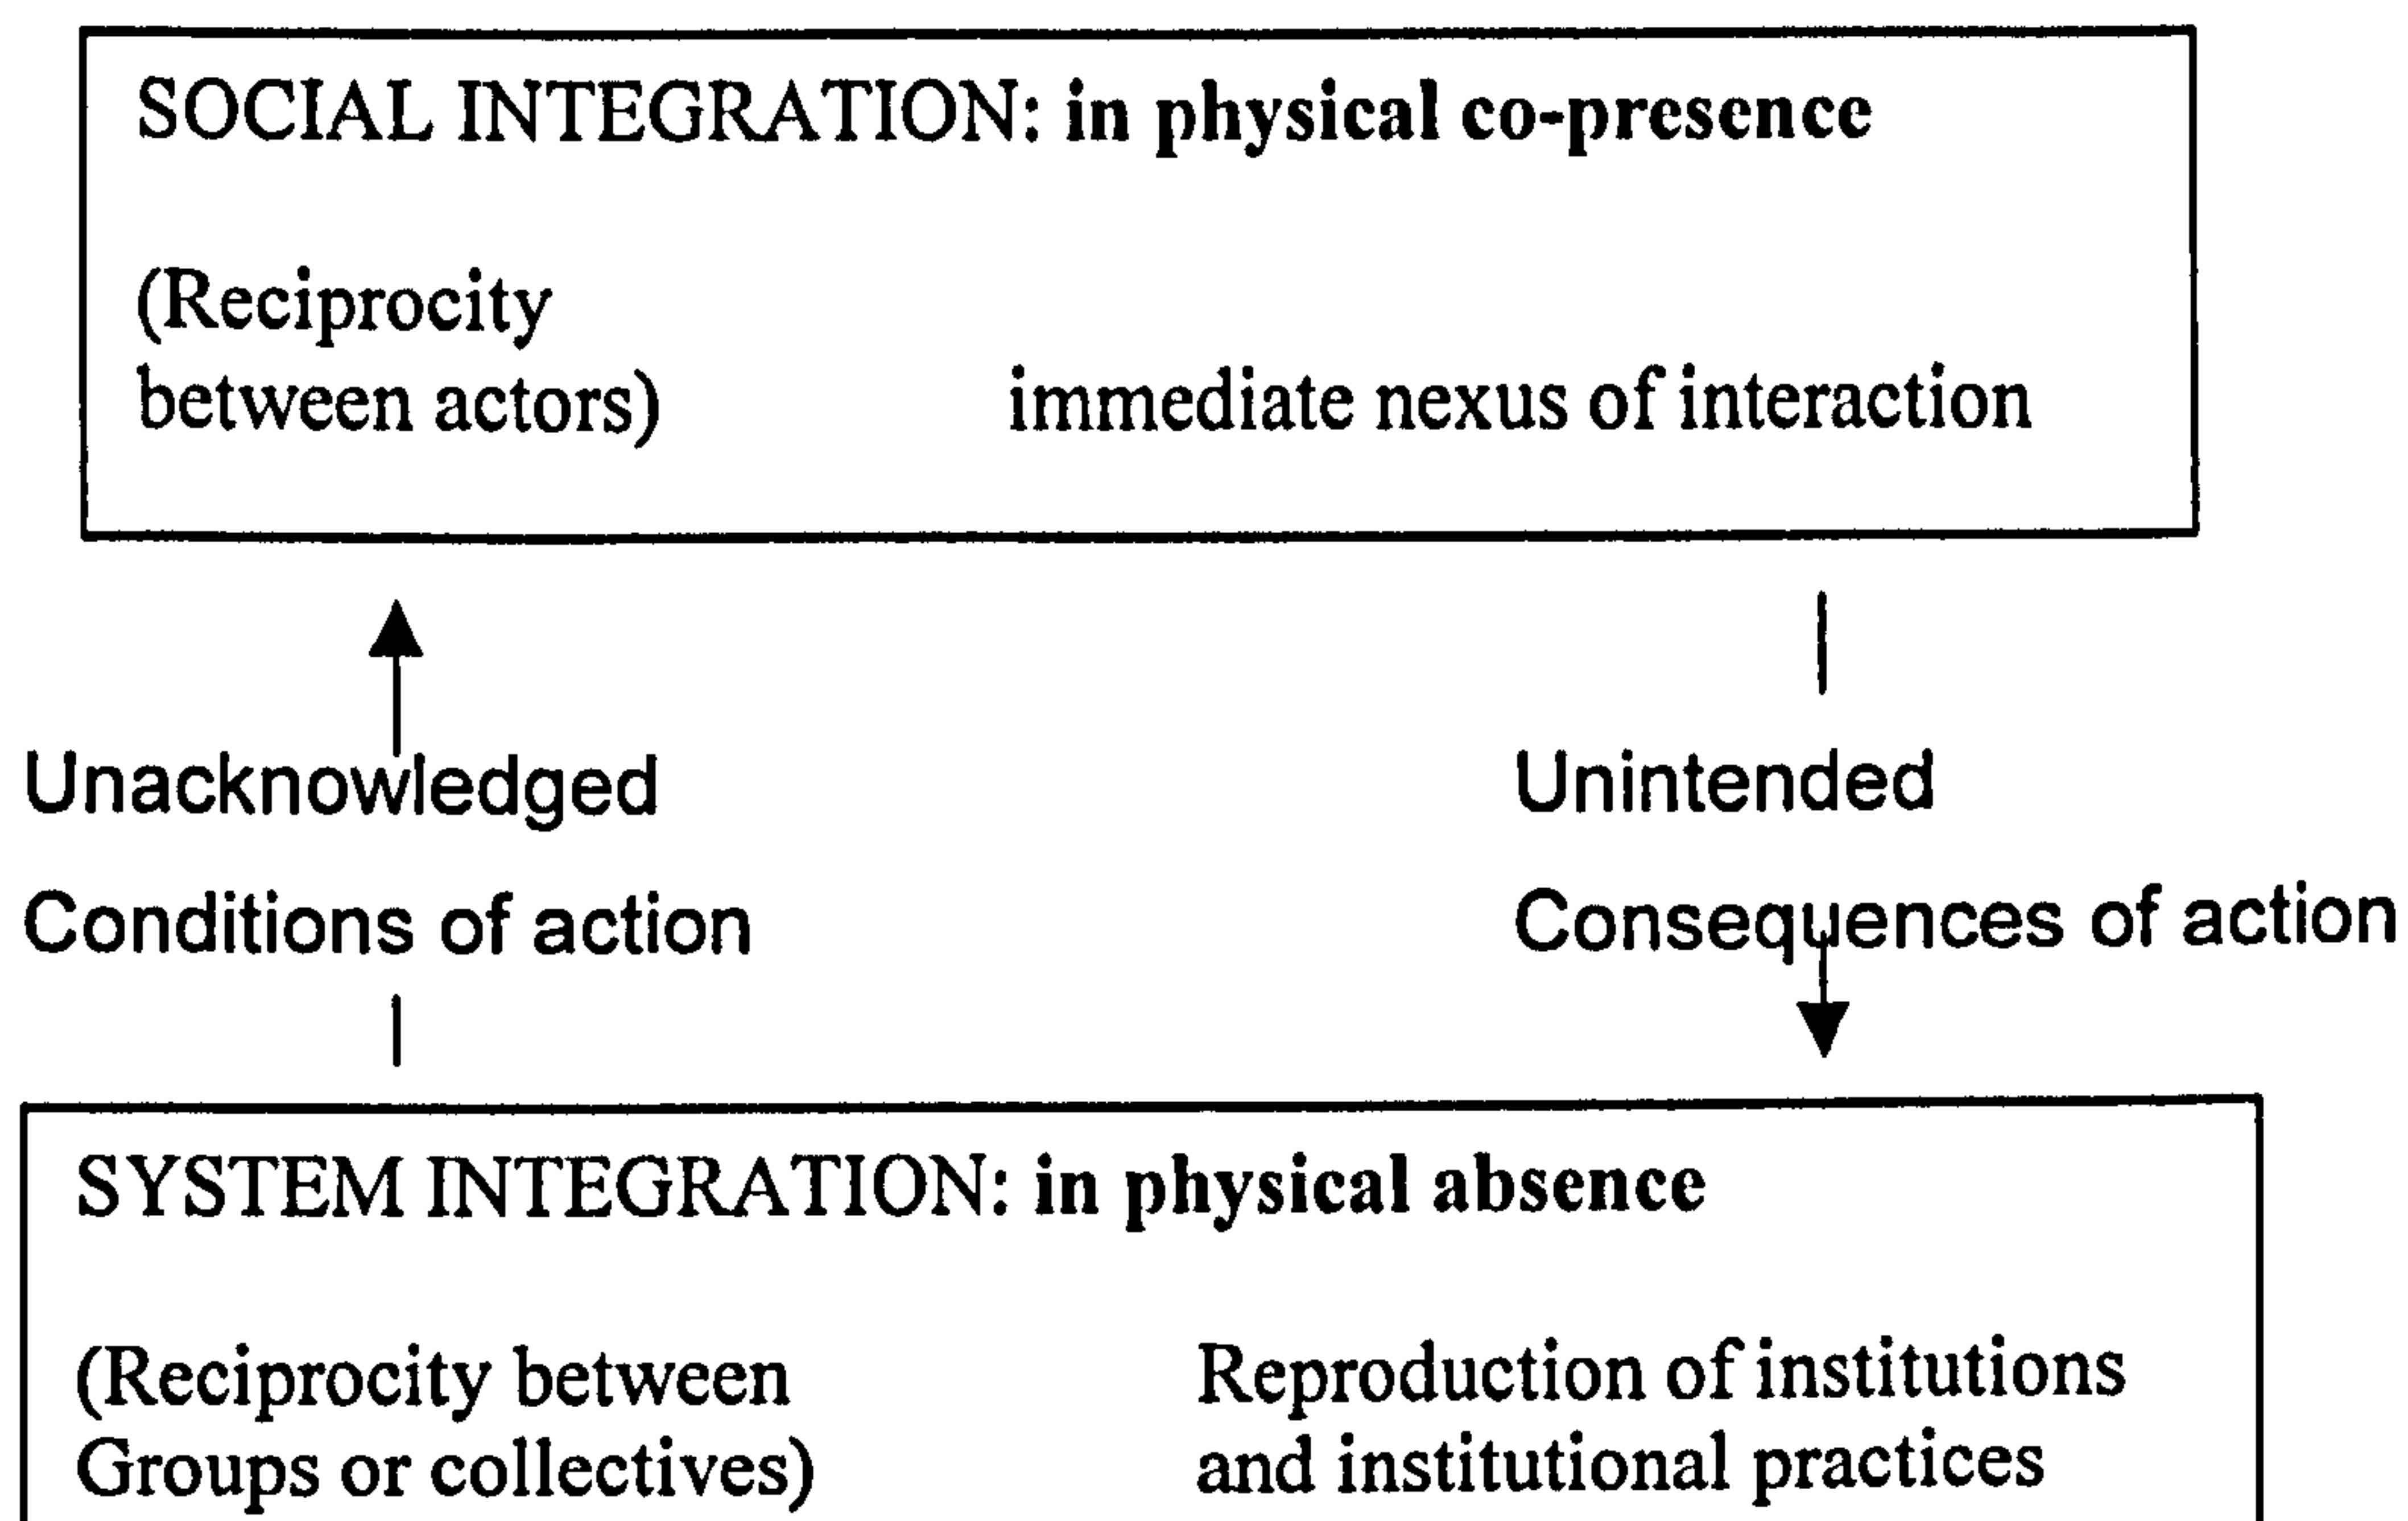 SOCIAL INTEGRATION: in physical co-presence
(Reciprocity
between actors)
immediate nexus of interaction
Unacknowledged
Conditions of action
Unintended
Consequences of action
SYSTEM INTEGRATION: in physical absence
(Reciprocity between
Groups or collectives)
Reproduction of institutions
and institutional practices